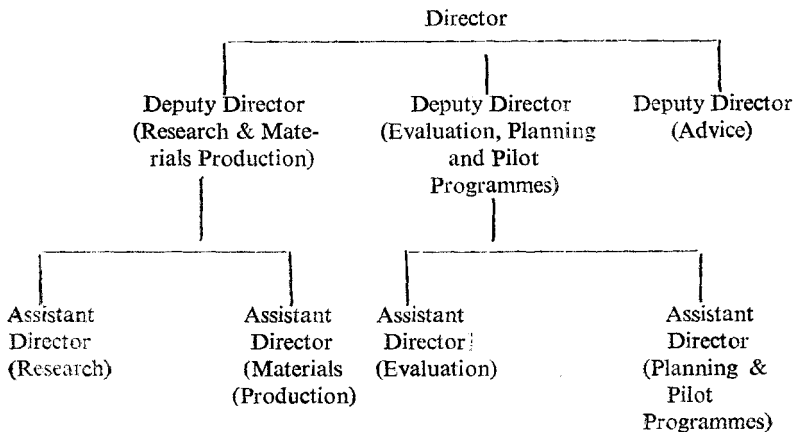 Director
Deputy Director
(Research & Mate-
rials Production)
Deputy Director
(Evaluation, Planning
and Pilot
Programmes)
Deputy Director
(Advice)
Assistant
Director
(Research)
Assistant
Director
(Materials
(Production)
Assistant
Director
(Evaluation)
Assistant
Director
(Planning &
Pilot
Programmes)